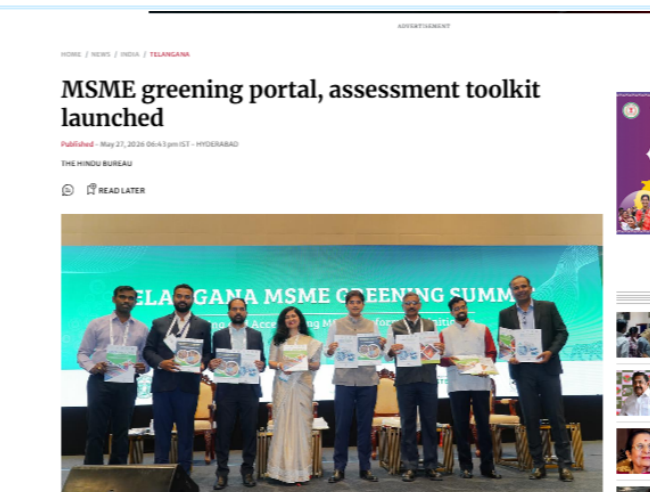 ADVERTISEMENT
HOME / NEWS / INDIA / TELANGANA
MSME greening portal, assessment toolkit
launched
Published - May 27, 2026 06:43 pm IST - HYDERABAD
THE HINDU BUREAU
READ LATER
ELANGANA MSME GREENING SUMM